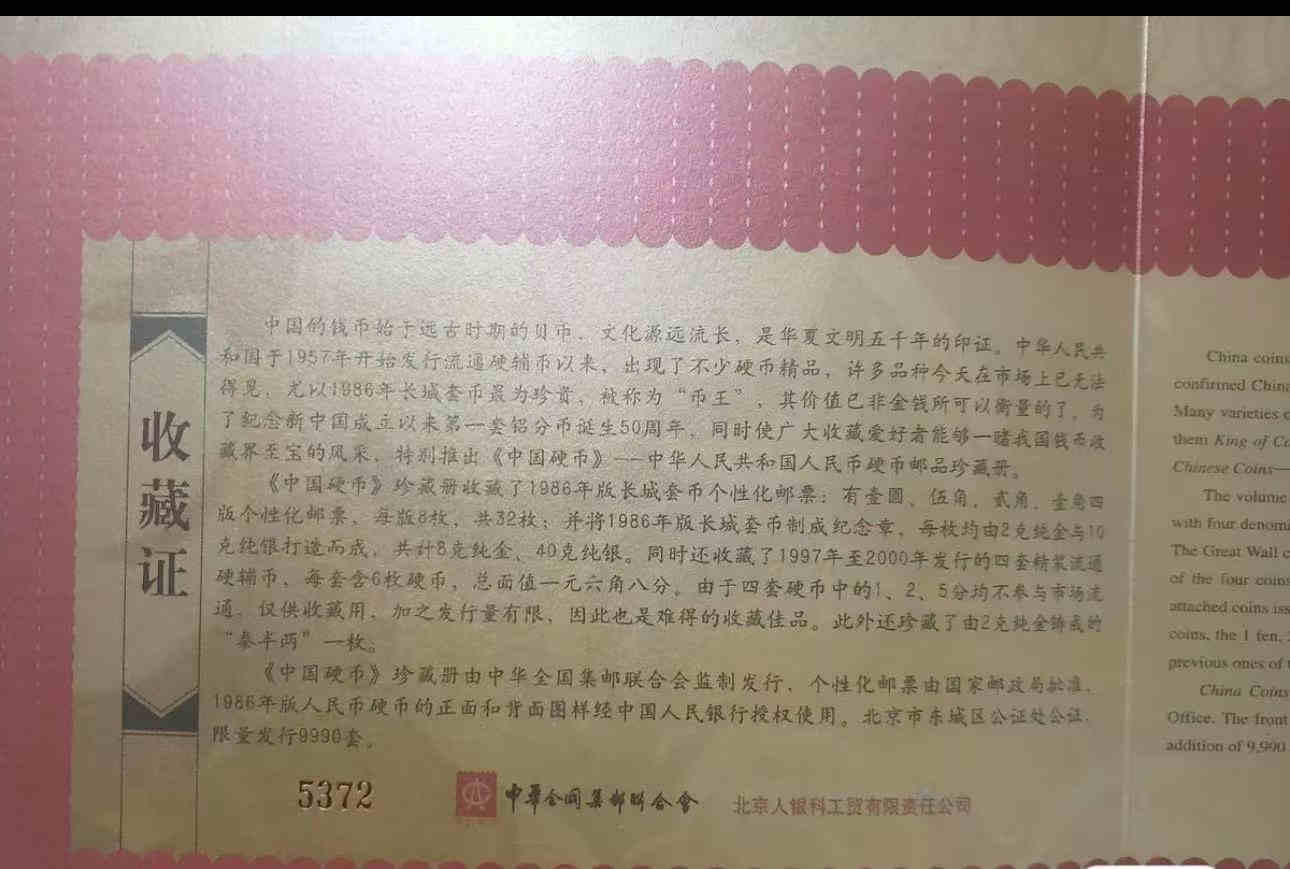 收藏证
中国的钱币始于远古时期的贝币，文化源远流长，是华夏文明五千年的印证。中华人民共
和国于1957年开始发行流通硬辅币以来，出现了不少硬币精品，许多品种今天在市场上已无法
得见，尤以1986年长城套币最为珍贵，被称为“币王”，其价值已非金钱所可以衡量的了。为
了纪念新中国成立以来第一套铝分币诞生50周年，同时使广大收藏爱好者能够一睹我国钱币收
藏界至宝的风采，特别推出《中国硬币》——中华人民共和国人民币硬币邮品珍藏册。
《中国硬币》珍藏册收藏了1986年版长城套币个性化邮票：有壹圆、伍角、贰角、壹角四
版个性化邮票，每版8枚，共32枚；并将1986年版长城套币制成纪念章，每枚均由2克纯金与10
克纯银打造而成，共计8克纯金、40克纯银。同时还收藏了1997年至2000年发行的四套精装流通
硬辅币，每套含6枚硬币，总面值一元六角八分。由于四套硬币中的1、2、5分均不参与市场流
通，仅供收藏用，加之发行量有限，因此也是难得的收藏佳品。此外还珍藏了由2克纯金铸成的
“秦半两”一枚。
《中国硬币》珍藏册由中华全国集邮联合会监制发行，个性化邮票由国家邮政局批准，
1986年版人民币硬币的正面和背面图样经中国人民银行授权使用。北京市东城区公证处公证，
限量发行9990套。
5372
中华全国集邮联合会
北京人银科工贸有限责任公司
China coins
confirmed China
Many varieties
them King of
Chinese Coins—
The volume
with four
The Great Wall
of the four coins
attached coins
coins, the 1 fen,
previous ones of
China Coins
Office. The front
addition of 9,990